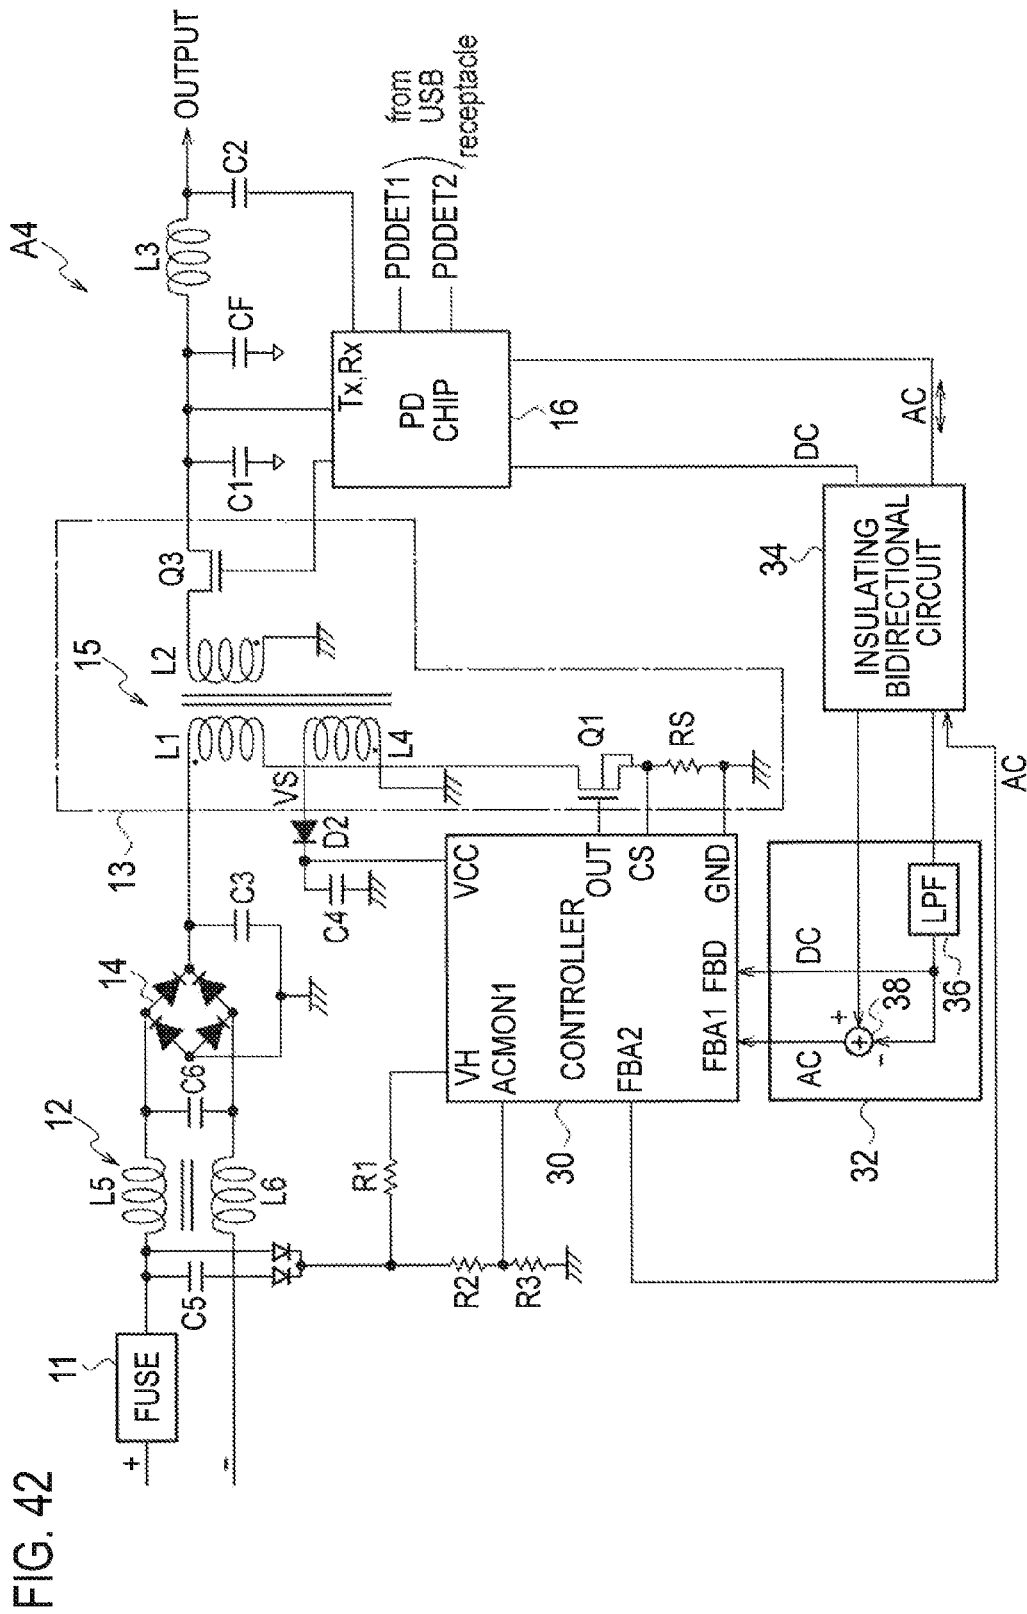 FIG. 42
A4
FUSE
11
+
-
C5
L5
12
L6
C6
14
C3
13
L1
15
L2
Q3
C1
CF
L3
C2
OUTPUT
VS
D2
C4
L4
R1
R2
R3
VH
ACMON1
VCC
CONTROLLER
OUT
CS
GND
FBA2
FBA1
FBD
30
Q1
RS
Tx,Rx
PD
CHIP
16
PDDET1
PDDET2
from
USB
receptacle
DC
AC
34
INSULATING
BIDIRECTIONAL
CIRCUIT
AC
DC
AC
+
-
38
LPF
36
32